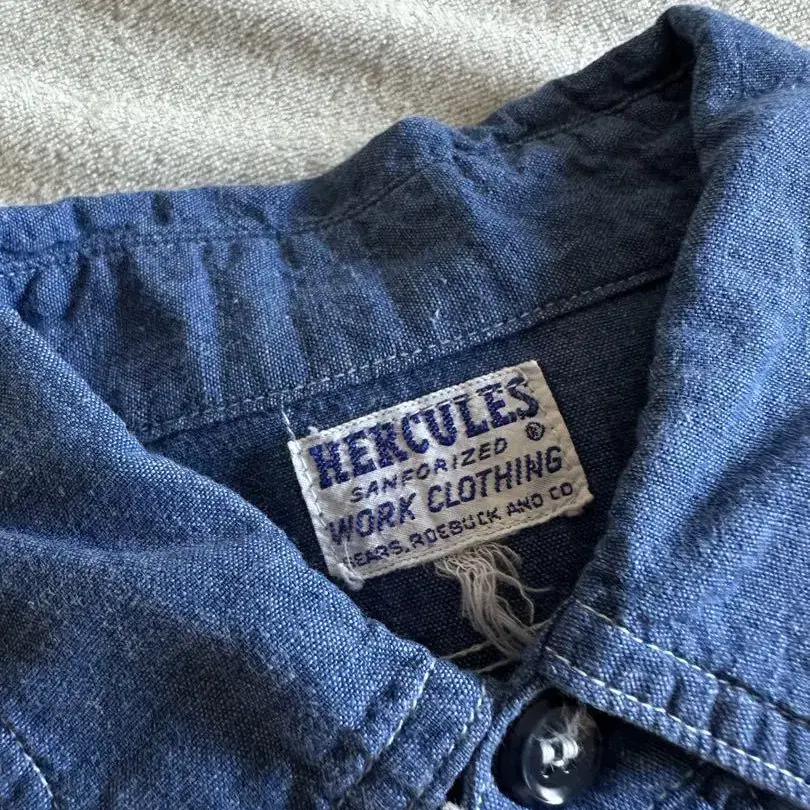 HERCULES ®
SANFORIZED
WORK CLOTHING
SEARS, ROEBUCK AND CO